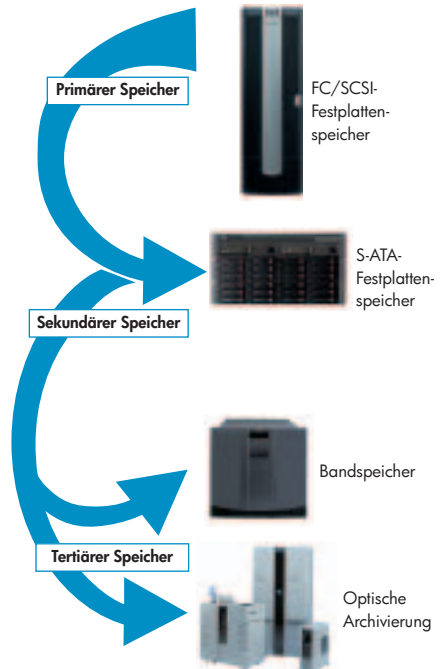 Primärer Speicher
FC/SCSI-
Festplatten-
speicher
S-ATA-
Festplatten-
speicher
Sekundärer Speicher
Bandspeicher
Tertiärer Speicher
Optische
Archivierung